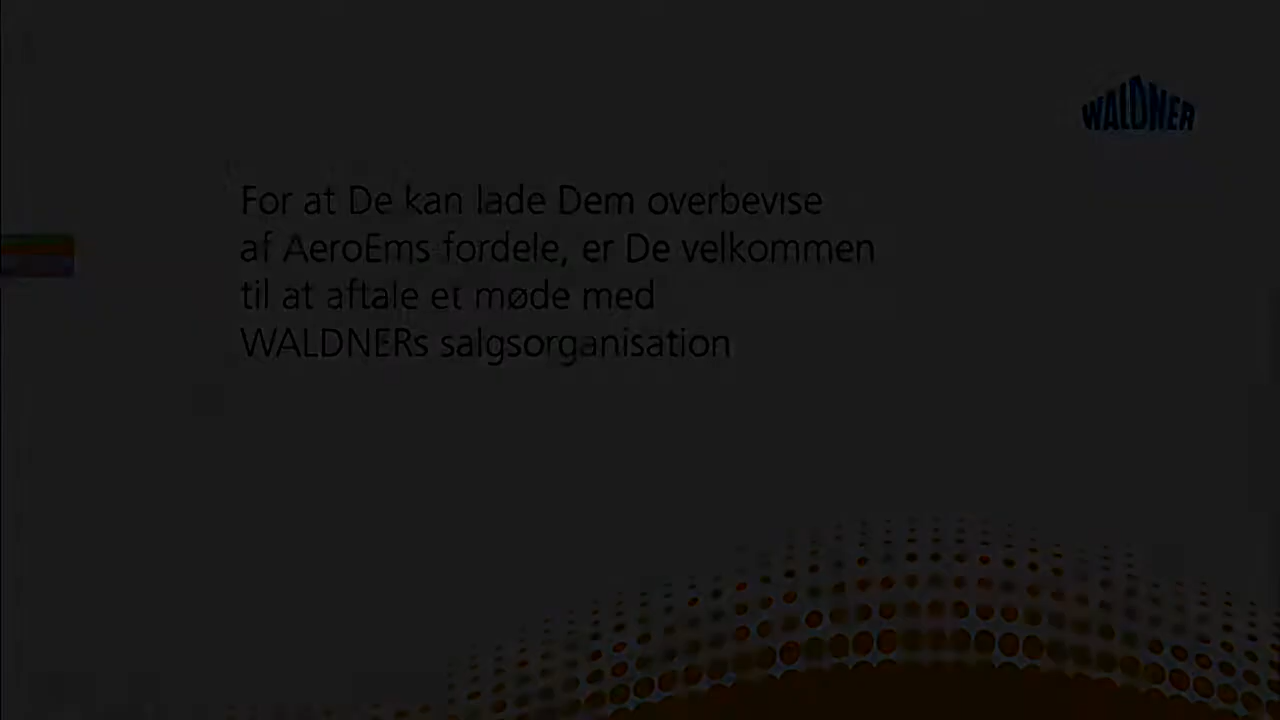 WALDNER
For at De kan lade Dem overbevise
af AeroEms fordele, er De velkommen
til at aftale et møde med
WALDNERs salgsorganisation